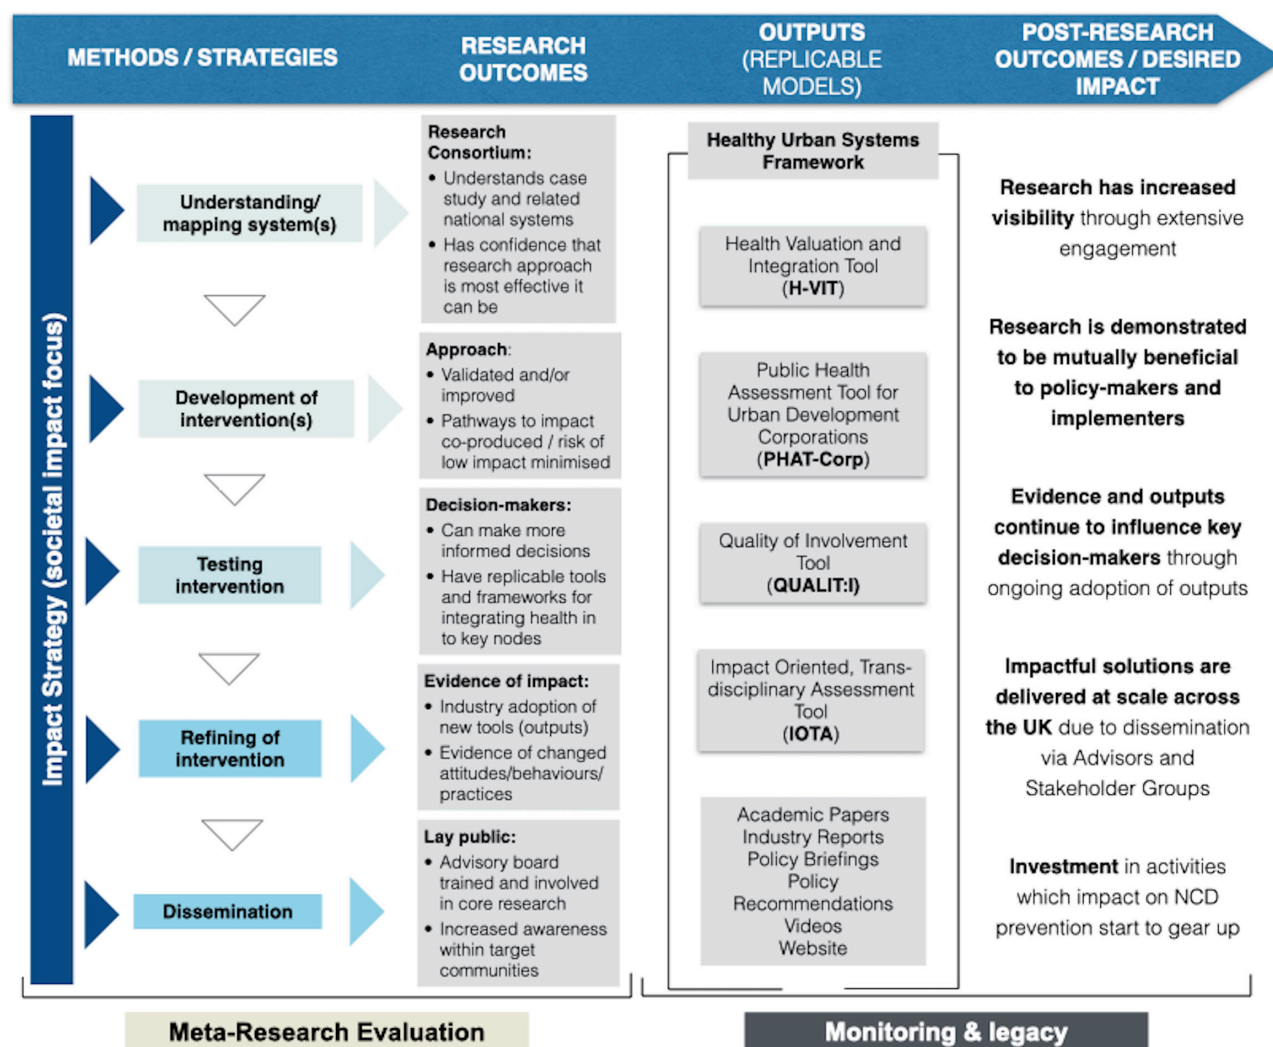 METHODS / STRATEGIES
RESEARCH
OUTCOMES
OUTPUTS
(REPLICABLE
MODELS)
POST-RESEARCH
OUTCOMES / DESIRED
IMPACT
Impact Strategy (societal impact focus)
Understanding/
mapping system(s)
Development of
intervention(s)
Testing
intervention
Refining of
intervention
Dissemination
Research
Consortium:
• Understands case
study and related
national systems
• Has confidence that
research approach
is most effective it
can be
Approach:
• Validated and/or
improved
• Pathways to impact
co-produced / risk of
low impact minimised
Decision-makers:
• Can make more
informed decisions
• Have replicable tools
and frameworks for
integrating health in
to key nodes
Evidence of impact:
• Industry adoption of
new tools (outputs)
• Evidence of changed
attitudes/behaviours/
practices
Lay public:
• Advisory board
trained and involved
in core research
• Increased awareness
within target
communities
Healthy Urban Systems
Framework
Health Valuation and
Integration Tool
(H-VIT)
Public Health
Assessment Tool for
Urban Development
Corporations
(PHAT-Corp)
Quality of Involvement
Tool
(QUALIT:I)
Impact Oriented, Trans-
disciplinary Assessment
Tool
(IOTA)
Academic Papers
Industry Reports
Policy Briefings
Policy
Recommendations
Videos
Website
Research has increased
visibility through extensive
engagement
Research is demonstrated
to be mutually beneficial
to policy-makers and
implementers
Evidence and outputs
continue to influence key
decision-makers through
ongoing adoption of outputs
Impactful solutions are
delivered at scale across
the UK due to dissemination
via Advisors and
Stakeholder Groups
Investment in activities
which impact on NCD
prevention start to gear up
Meta-Research Evaluation
Monitoring & legacy